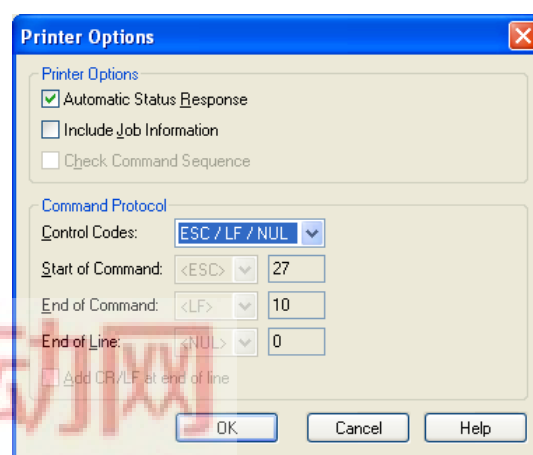 Printer Options
Printer Options
Automatic Status Response
Include Job Information
Check Command Sequence
Command Protocol
Control Codes: ESC / LF / NUL
Start of Command: <ESC> 27
End of Command: <LF> 10
End of Line: <NUL> 0
Add CR/LF at end of line
动网
OK Cancel Help